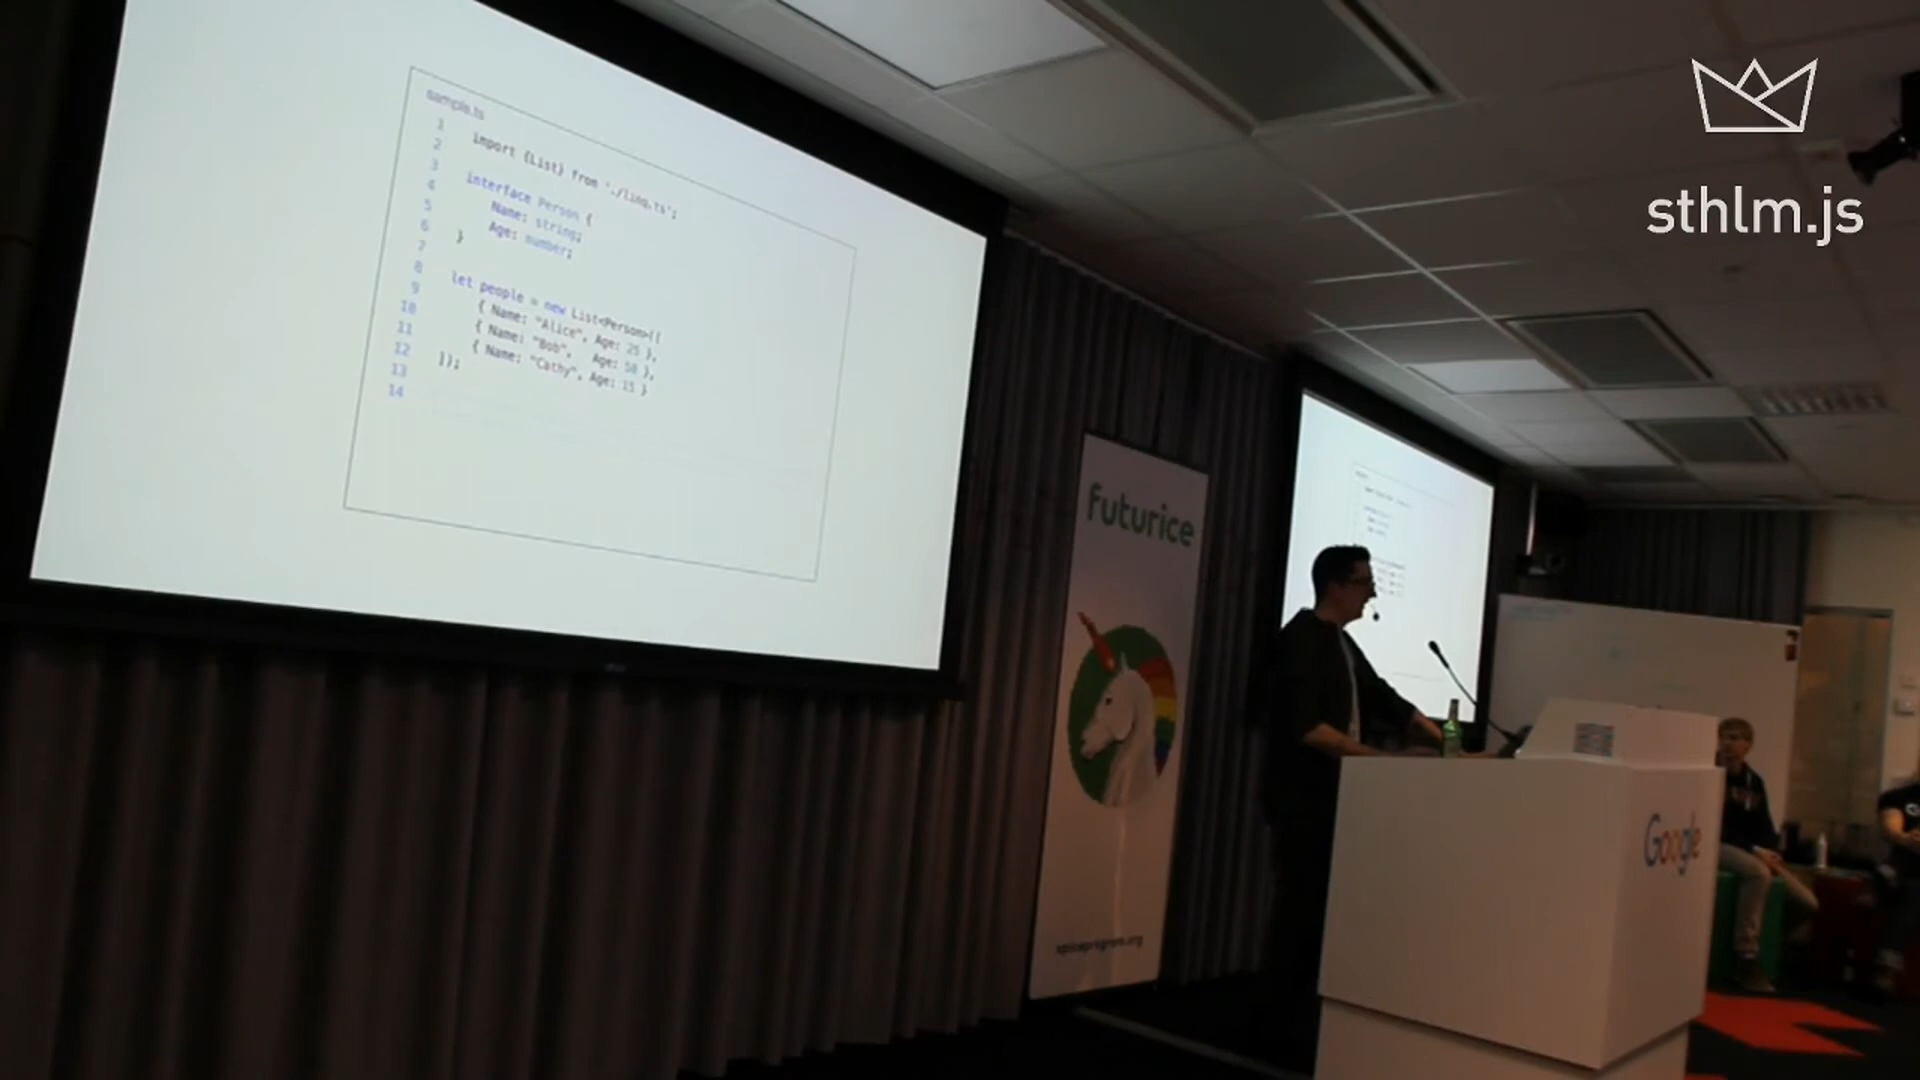 sample.ts
1 import {List} from './linq.ts';
2
3 interface Person {
4 Name: string;
5 Age: number;
6 }
7
8 let people = new List<Person>([
9 { Name: "Alice", Age: 25 },
10 { Name: "Bob", Age: 50 },
11 { Name: "Cathy", Age: 15 }
12 ]);
13
14
futurice
spiceprogram.org
Google
sthlm.js